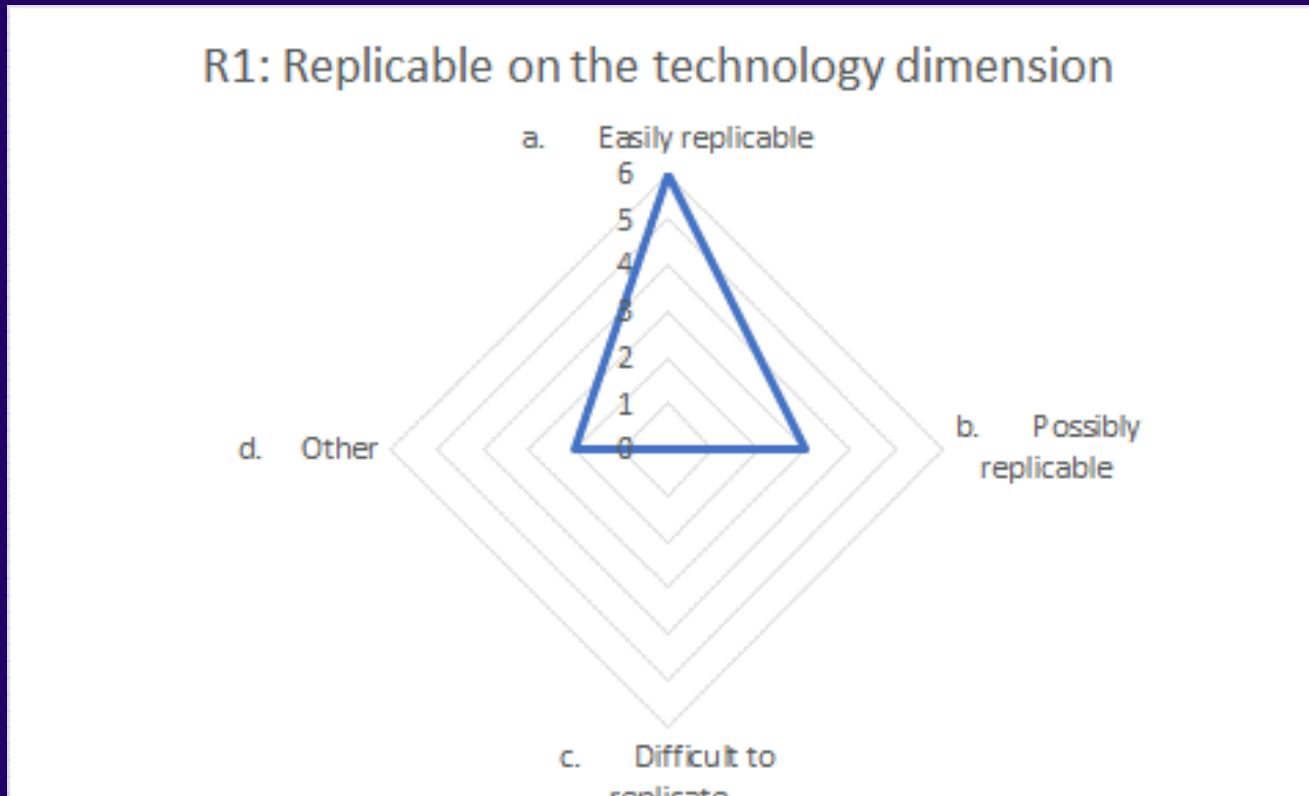 R1: Replicable on the technology dimension
a. Easily replicable
6
5
4
3
2
1
0
d. Other
b. Possibly
replicable
c. Difficult to
replicate